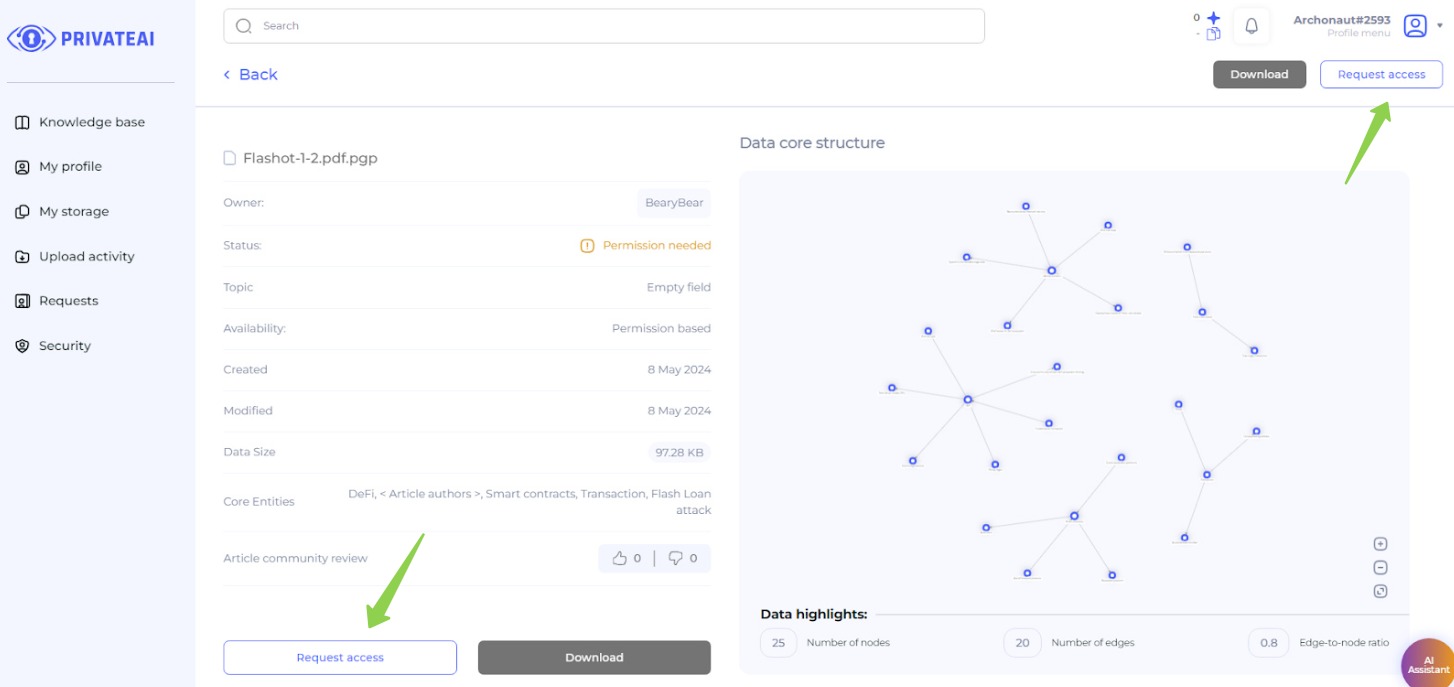 PRIVATEAI
Search
0
-
Archonaut#2593
Profile menu
Back
Download
Request access
Knowledge base
My profile
My storage
Upload activity
Requests
Security
Flashot-1-2.pdf.pgp
Owner:
BearyBear
Status:
Permission needed
Topic
Empty field
Availability:
Permission based
Created
8 May 2024
Modified
8 May 2024
Data Size
97.28 KB
Core Entities
DeFi, < Article authors >, Smart contracts, Transaction, Flash Loan
attack
Article community review
0
0
Request access
Download
Data core structure
Data highlights:
25 Number of nodes
20 Number of edges
0.8 Edge-to-node ratio
AI
Assistant